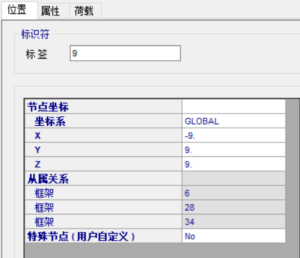 位置 属性 荷载
标识符
标签 9
节点坐标
坐标系 GLOBAL
X -9.
Y 9.
Z 9.
从属关系
框架 6
框架 28
框架 34
特殊节点 ( 用户自定义 ) No